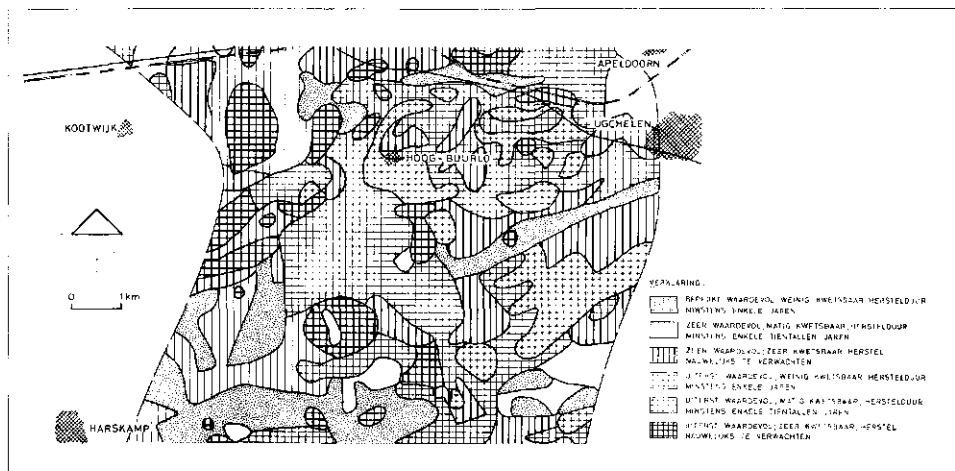 APELDOORN
KOOTWIJK
UGCHELEN
HOOG-BUURLO
0 1km
HARSKAMP
VERKLARING:
BEPERKT WAARDEVOL, WEINIG KWETSBAAR, HERSTELDUUR
MINSTENS ENKELE JAREN
ZEER WAARDEVOL, MATIG KWETSBAAR, HERSTELDUUR
MINSTENS ENKELE TIENTALLEN JAREN
ZEER WAARDEVOL; ZEER KWETSBAAR HERSTEL
NAUWELIJKS TE VERWACHTEN
UITERST WAARDEVOL, WEINIG KWETSBAAR HERSTELDUUR
MINSTENS ENKELE JAREN
UITERST WAARDEVOL, MATIG KWETSBAAR, HERSTELDUUR
MINSTENS ENKELE TIENTALLEN JAREN
UITERST WAARDEVOL; ZEER KWETSBAAR, HERSTEL
NAUWELIJKS TE VERWACHTEN